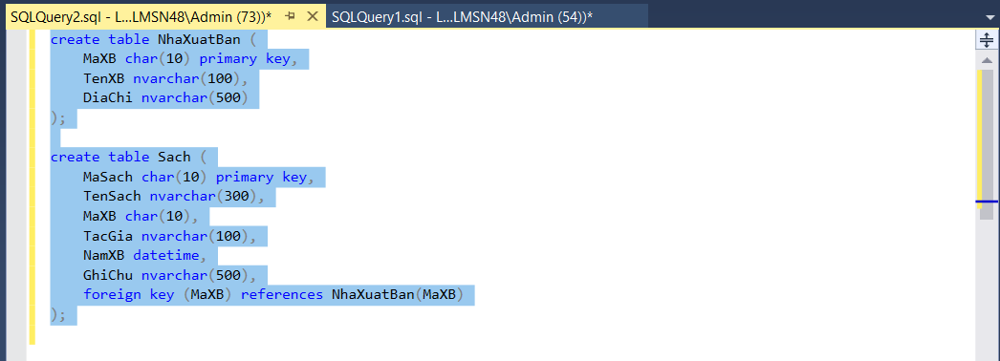 SQLQuery2.sql - L...LMSN48\Admin (73))*
SQLQuery1.sql - L...LMSN48\Admin (54))*
create table NhaXuatBan (
MaXB char(10) primary key,
TenXB nvarchar(100),
DiaChi nvarchar(500)
);
create table Sach (
MaSach char(10) primary key,
TenSach nvarchar(300),
MaXB char(10),
TacGia nvarchar(100),
NamXB datetime,
GhiChu nvarchar(500),
foreign key (MaXB) references NhaXuatBan(MaXB)
);